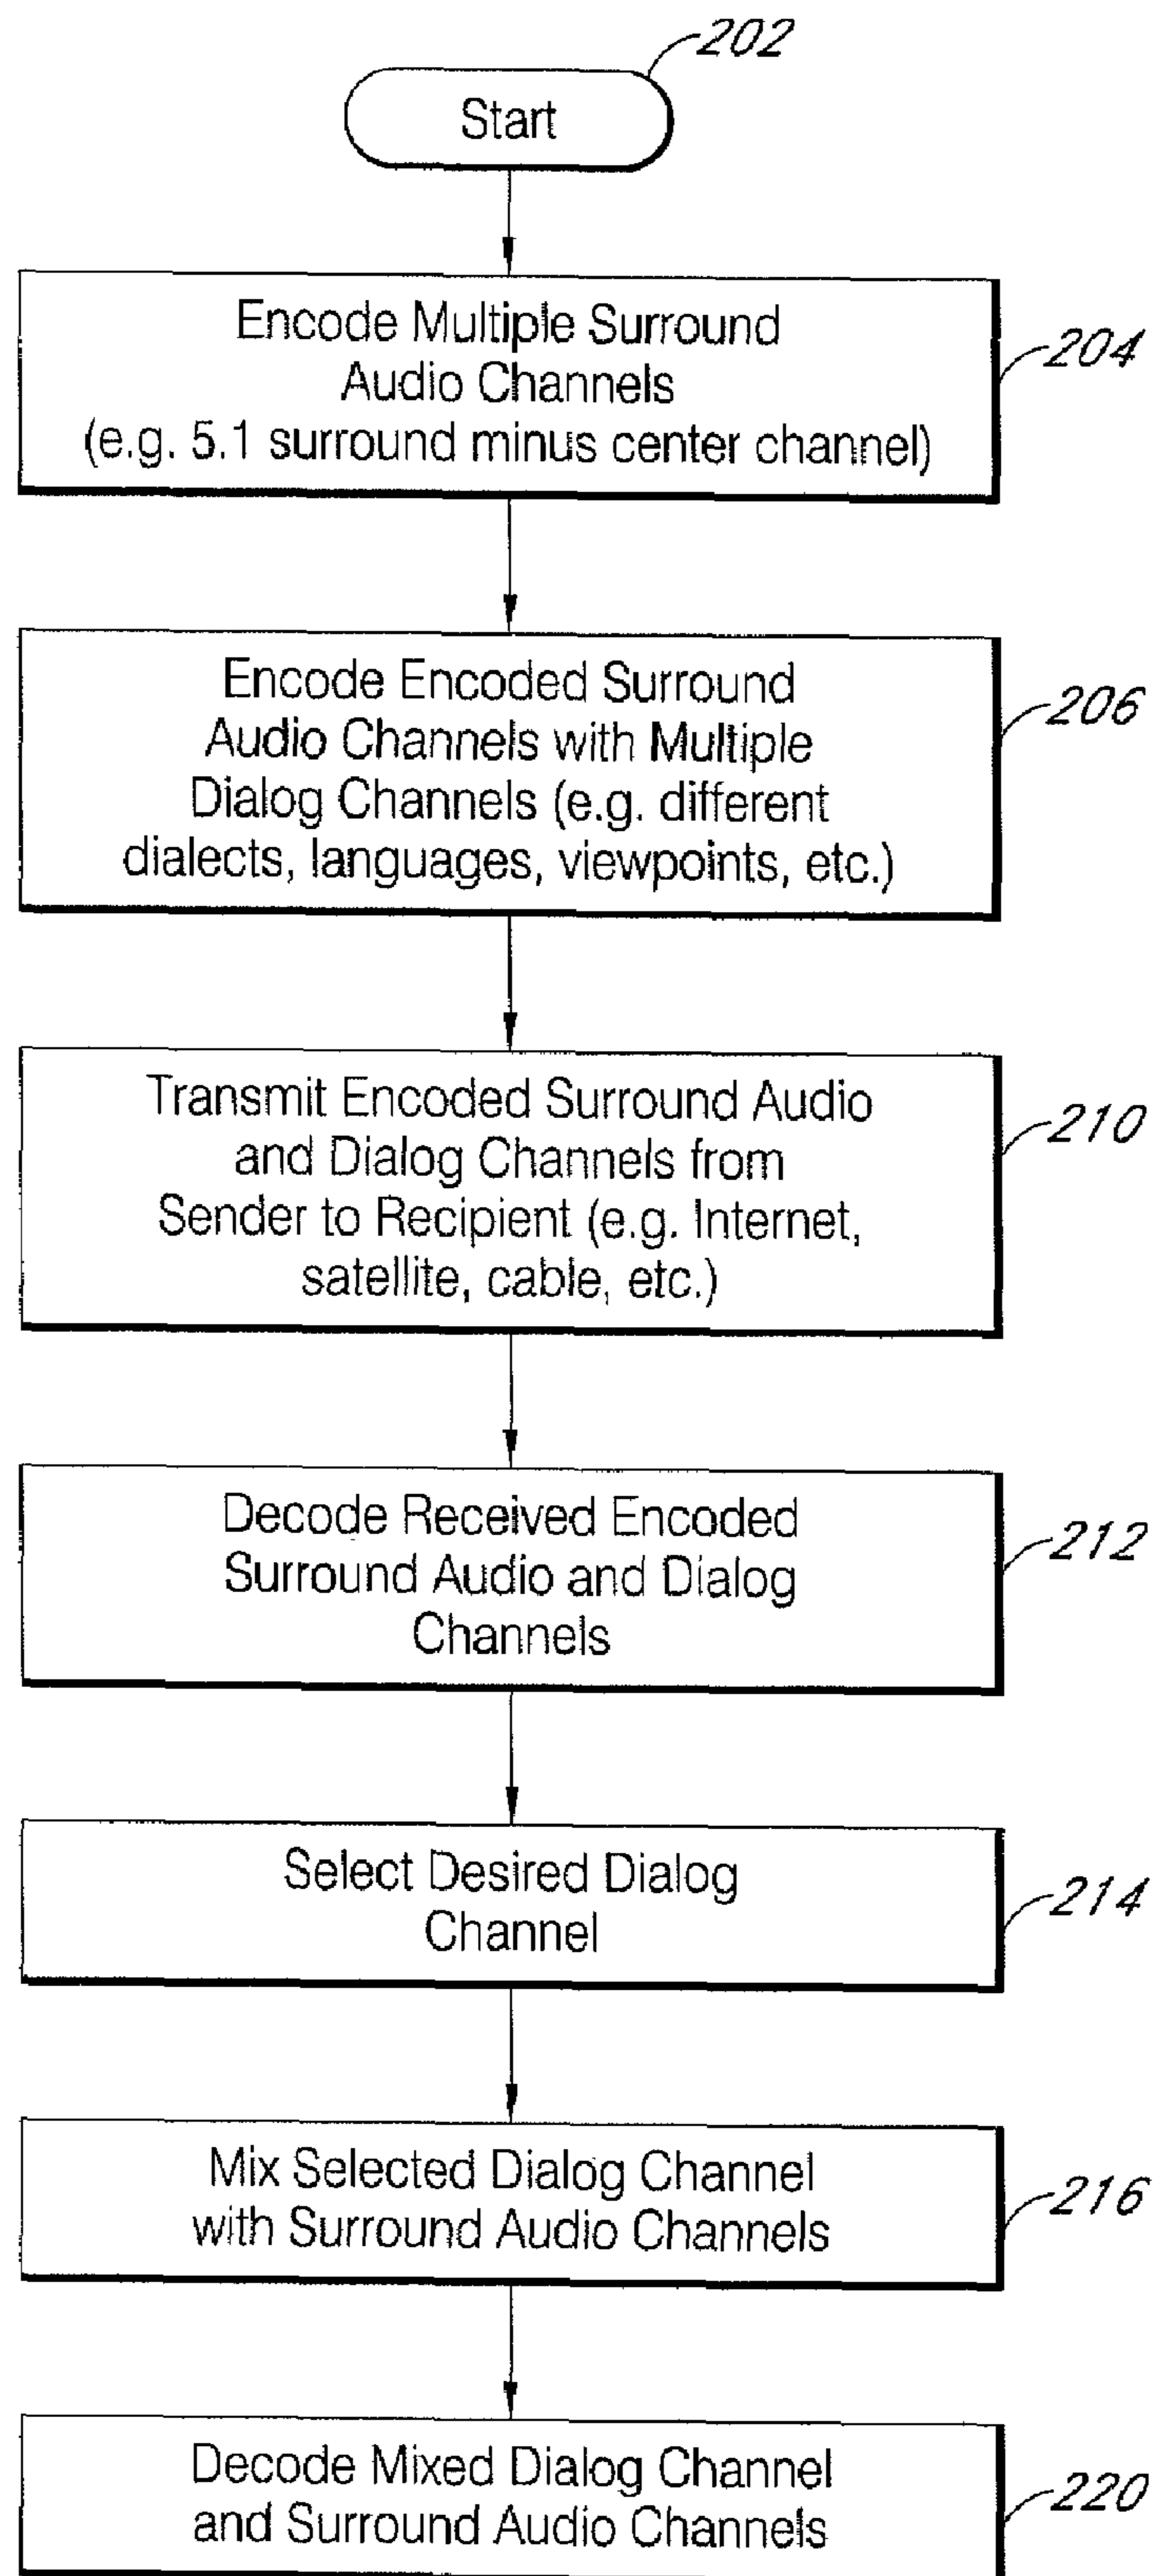 202
Start
Encode Multiple Surround
Audio Channels
(e.g. 5.1 surround minus center channel)
204
Encode Encoded Surround
Audio Channels with Multiple
Dialog Channels (e.g. different
dialects, languages, viewpoints, etc.)
206
Transmit Encoded Surround Audio
and Dialog Channels from
Sender to Recipient (e.g. Internet,
satellite, cable, etc.)
210
Decode Received Encoded
Surround Audio and Dialog
Channels
212
Select Desired Dialog
Channel
214
Mix Selected Dialog Channel
with Surround Audio Channels
216
Decode Mixed Dialog Channel
and Surround Audio Channels
220